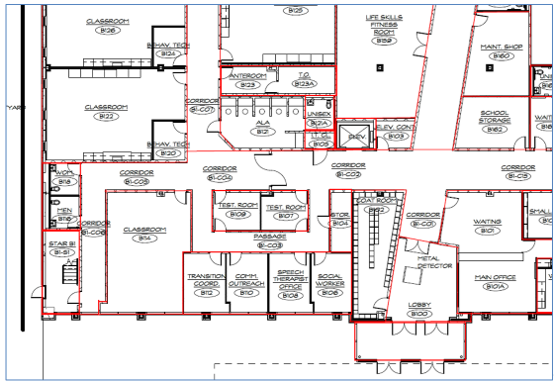 CLASSROOM
B126
BEHAV. TECH
B124
B125
LIFE SKILLS
FITNESS
ROOM
B159
MAINT. SHOP
B160
ANTEROOM
B123
T.O.
B123A
CLASSROOM
B122
CORRIDOR
B1-C07
UNISEX
B121A
ALA
B121
SCHOOL
STORAGE
B162
ELEV.
ELEV. CONT.
B103
BEHAV. TECH
B120
YARD
CORRIDOR
B1-C05
CORRIDOR
B1-C04
CORRIDOR
B1-C02
CORRIDOR
B1-C13
WOM.
B118
MEN
B116
CORRIDOR
B1-C06
CLASSROOM
B114
TEST. ROOM
B109
TEST. ROOM
B107
STOR.
B104
COAT ROOM
B102
CORRIDOR
B1-C01
WAITING
B101
STAIR B1
B1-S1
PASSAGE
B1-C03
METAL
DETECTOR
TRANSITION
COORD.
B112
COMM.
OUTREACH
B110
SPEECH
THERAPIST
OFFICE
B108
SOCIAL
WORKER
B106
MAIN OFFICE
B101A
LOBBY
B100